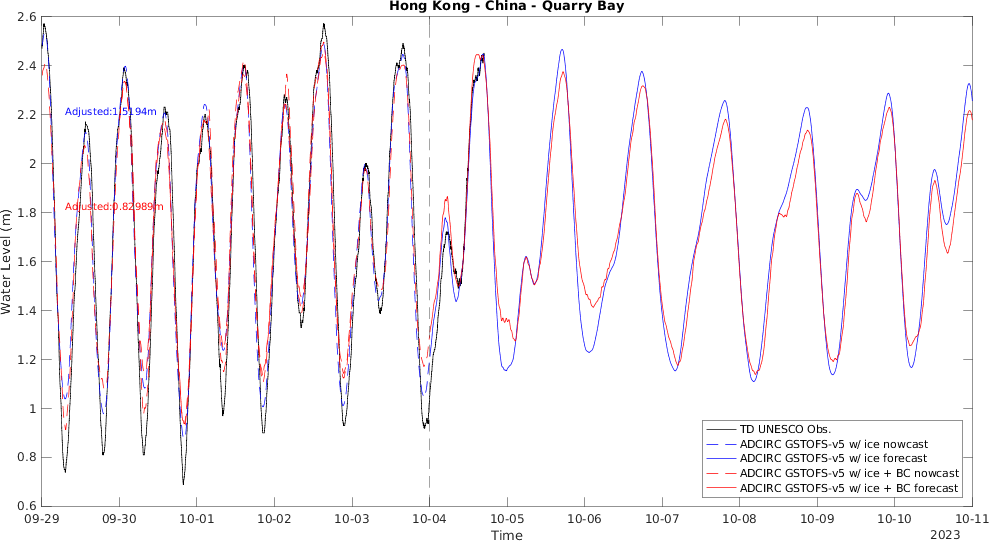 Hong Kong - China - Quarry Bay
Water Level (m)
2.6
2.4
2.2
2
1.8
1.6
1.4
1.2
1
0.8
0.6
Adjusted:1.5194m
Adjusted:0.82989m
TD UNESCO Obs.
ADCIRC GSTOFS-v5 w/ ice nowcast
ADCIRC GSTOFS-v5 w/ ice forecast
ADCIRC GSTOFS-v5 w/ ice + BC nowcast
ADCIRC GSTOFS-v5 w/ ice + BC forecast
09-29 09-30 10-01 10-02 10-03 10-04 10-05 10-06 10-07 10-08 10-09 10-10 10-11
Time
2023